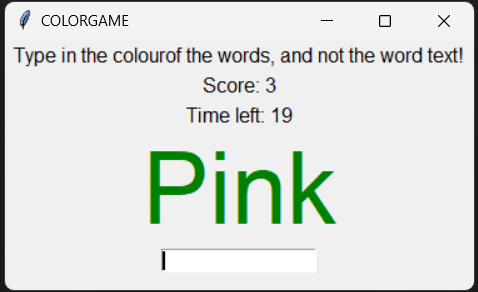 COLORGAME
Type in the colourof the words, and not the word text!
Score: 3
Time left: 19
Pink